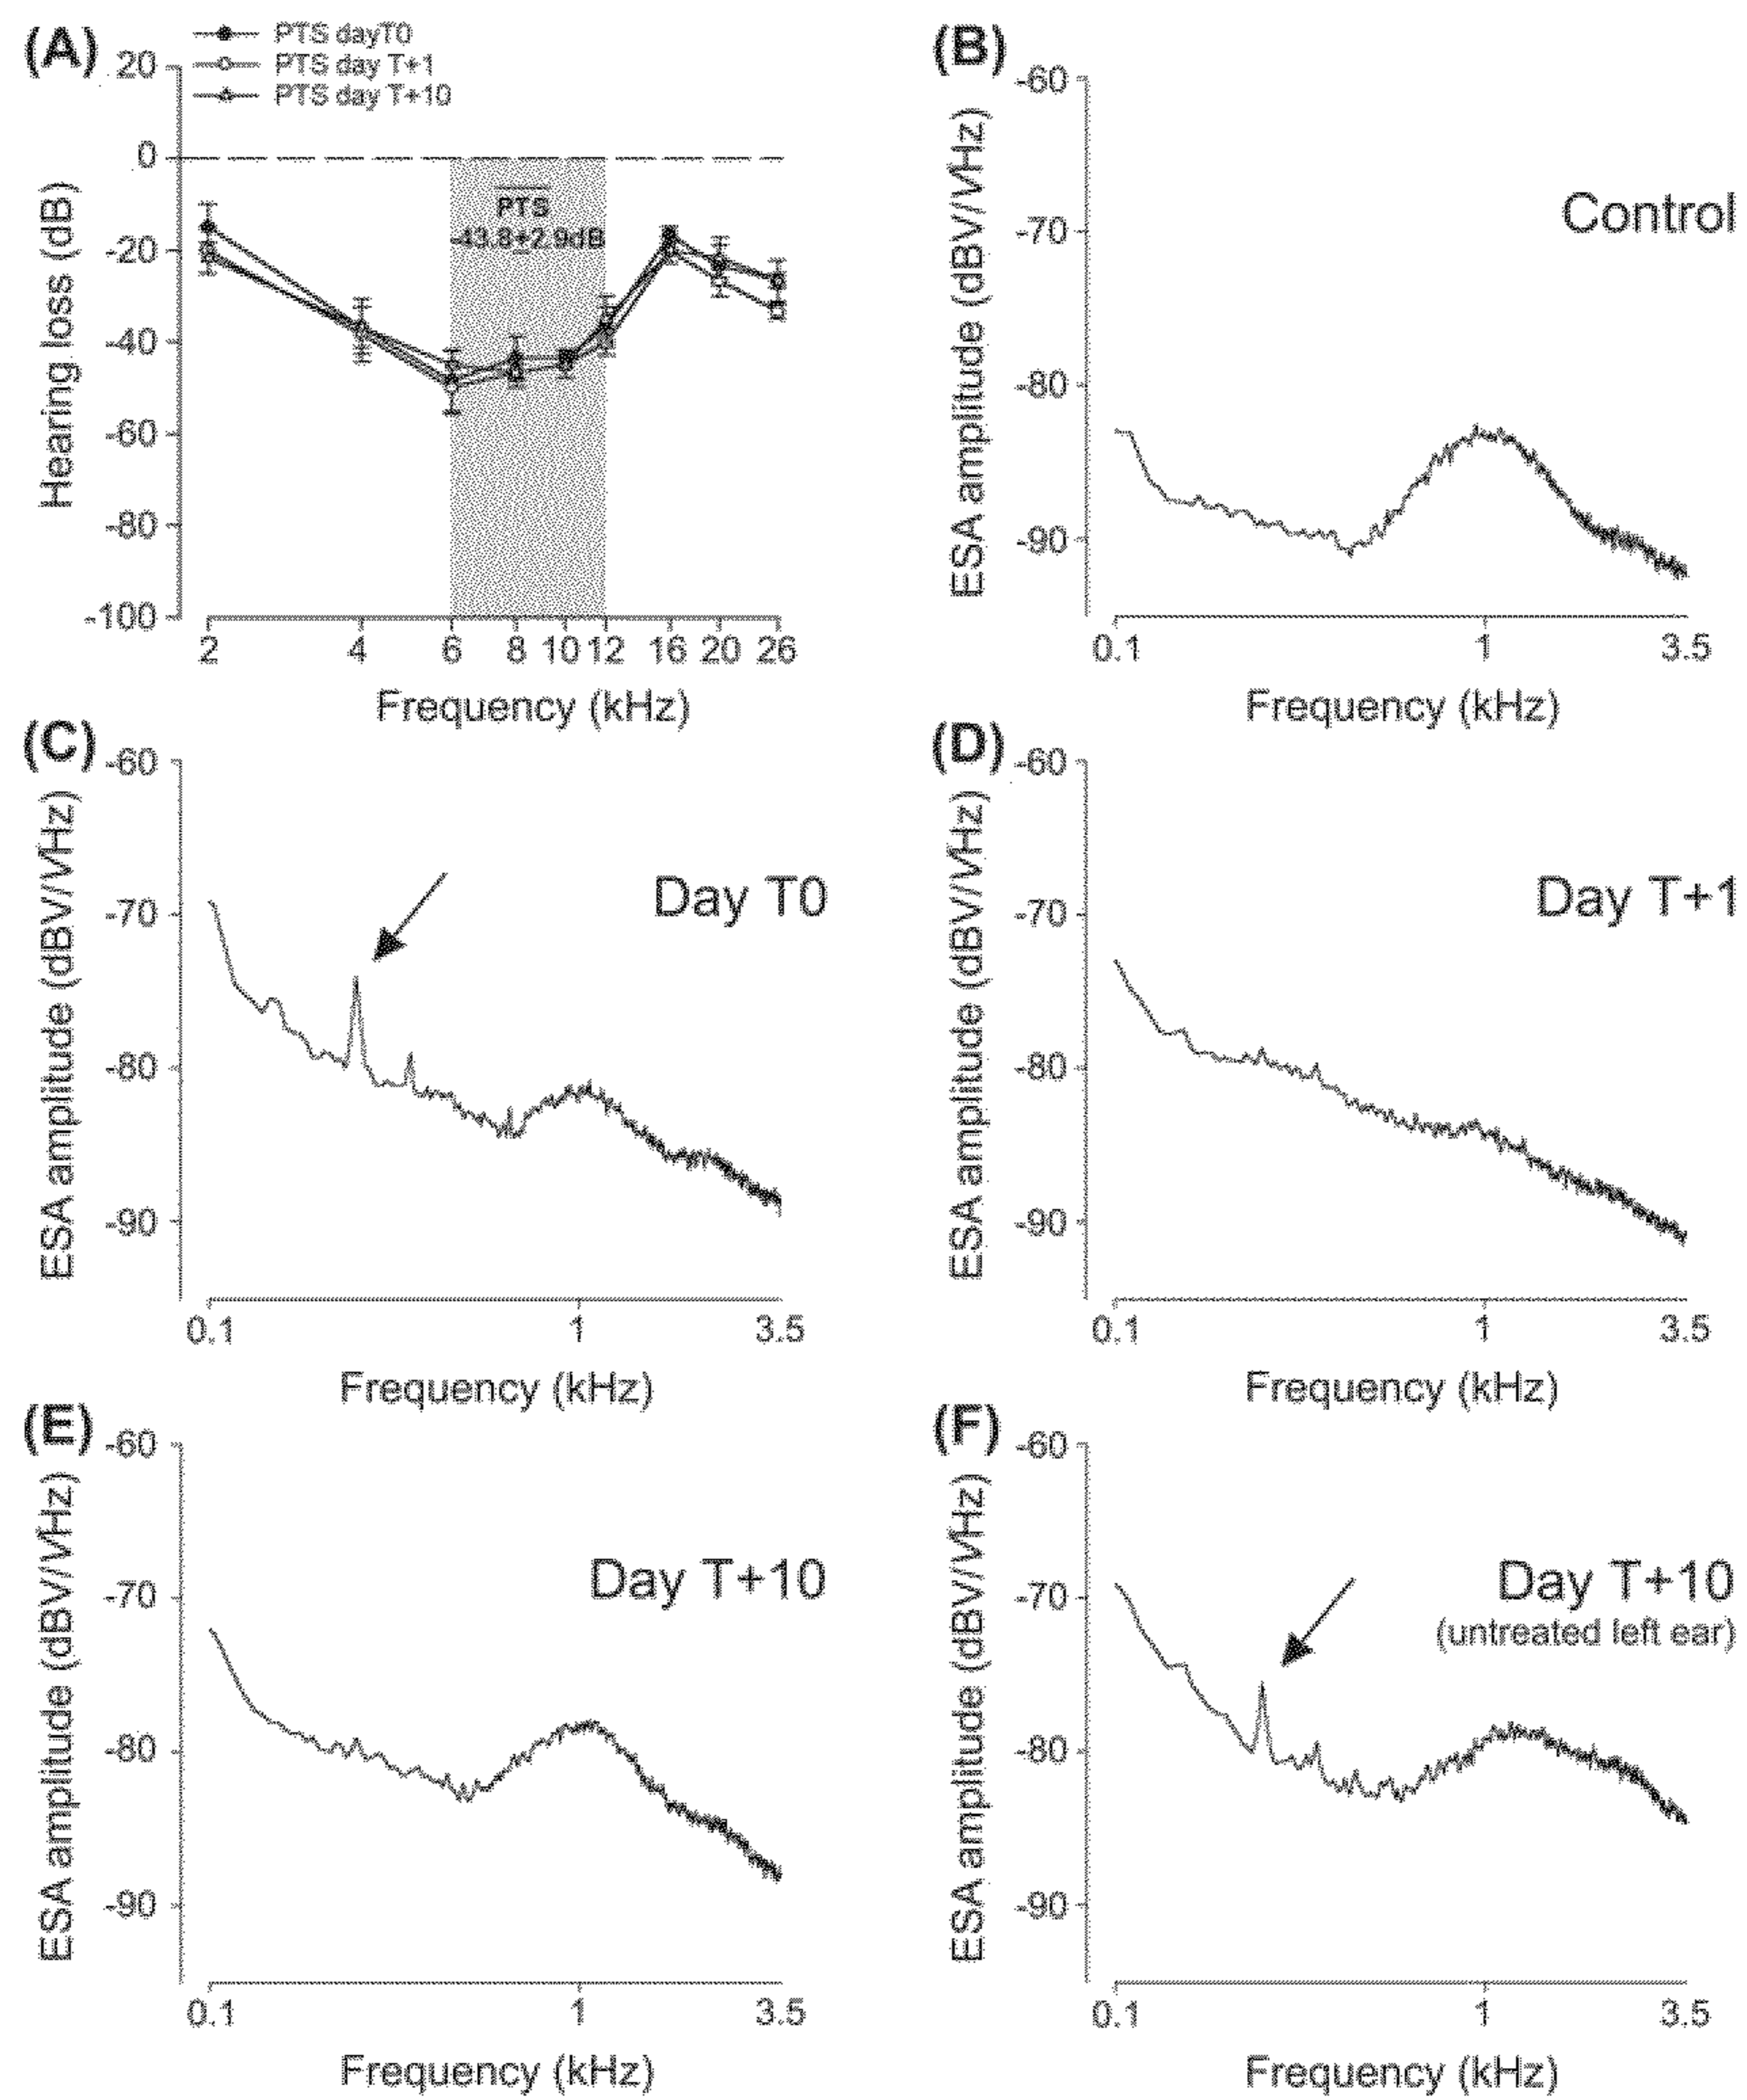 (A)
PTS dayT0
PTS day T+1
PTS day T+10
20
0
-20
-40
-60
-80
-100
Hearing loss (dB)
PTS
-43.8±2.9dB
2 4 6 8 10 12 16 20 26
Frequency (kHz)
(B)
-60
-70
-80
-90
ESA amplitude (dBV/√Hz)
Control
0.1 1 3.5
Frequency (kHz)
(C)
-60
-70
-80
-90
ESA amplitude (dBV/√Hz)
Day T0
0.1 1 3.5
Frequency (kHz)
(D)
-60
-70
-80
-90
ESA amplitude (dBV/√Hz)
Day T+1
0.1 1 3.5
Frequency (kHz)
(E)
-60
-70
-80
-90
ESA amplitude (dBV/√Hz)
Day T+10
0.1 1 3.5
Frequency (kHz)
(F)
-60
-70
-80
-90
ESA amplitude (dBV/√Hz)
Day T+10
(untreated left ear)
0.1 1 3.5
Frequency (kHz)